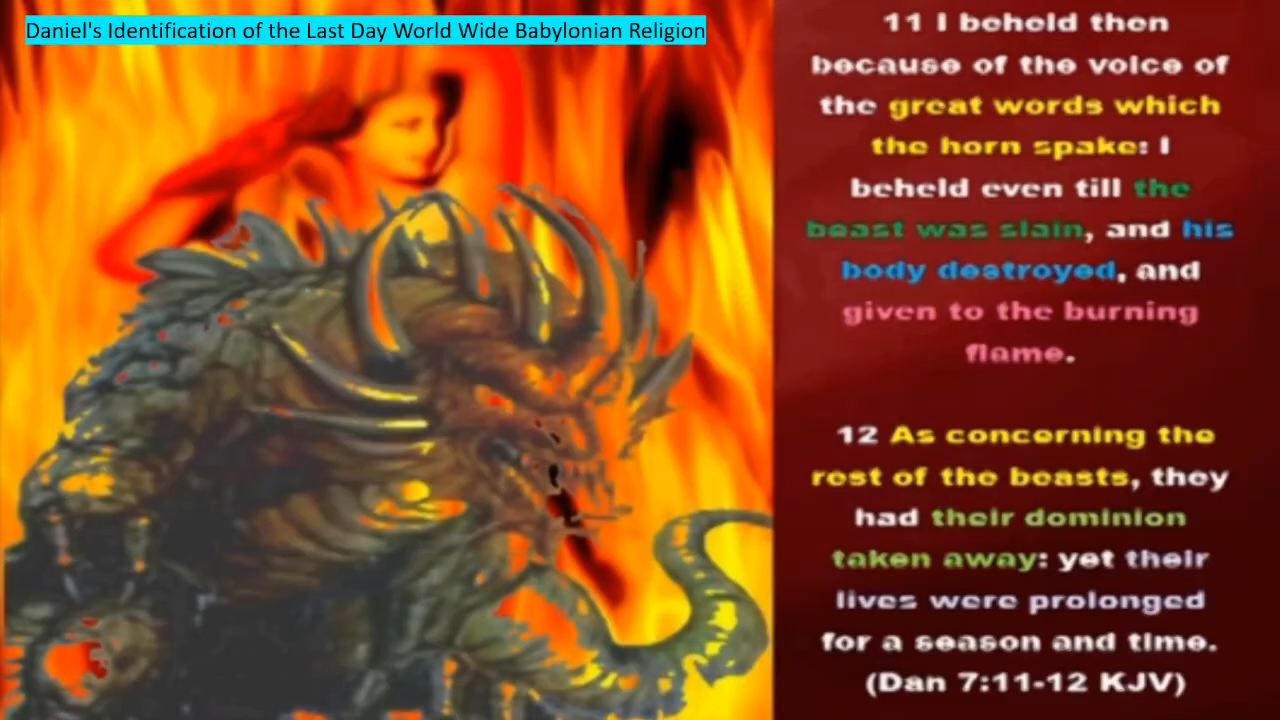 Daniel's Identification of the Last Day World Wide Babylonian Religion
11 I beheld then
because of the voice of
the great words which
the horn spake: I
beheld even till the
beast was slain, and his
body destroyed, and
given to the burning
flame.
12 As concerning the
rest of the beasts, they
had their dominion
taken away: yet their
lives were prolonged
for a season and time.
(Dan 7:11-12 KJV)